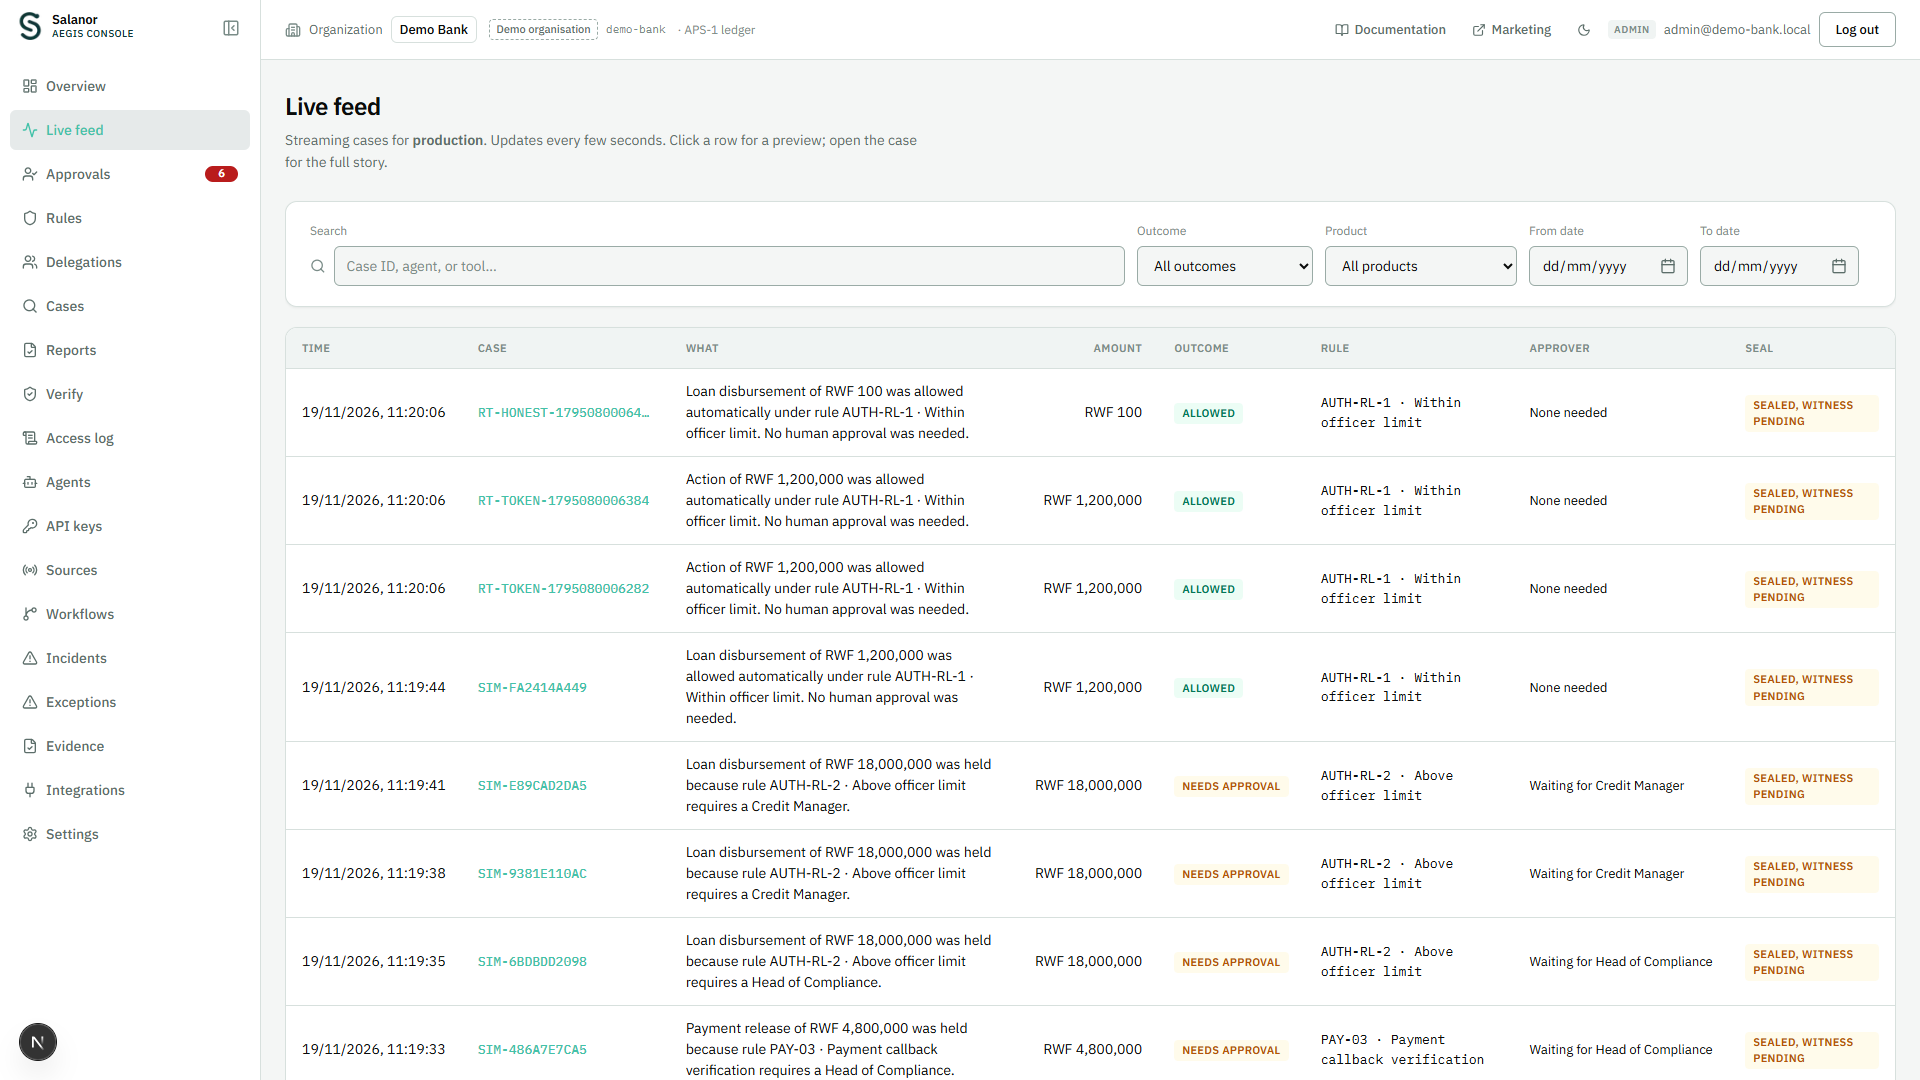 Salanor
AEGIS CONSOLE
Organization
Demo Bank
Demo organisation
demo-bank
· APS-1 ledger
Documentation
Marketing
ADMIN
admin@demo-bank.local
Log out
Overview
Live feed
Approvals
6
Rules
Delegations
Cases
Reports
Verify
Access log
Agents
API keys
Sources
Workflows
Incidents
Exceptions
Evidence
Integrations
Settings
N
Live feed
Streaming cases for production. Updates every few seconds. Click a row for a preview; open the case
for the full story.
Search
Case ID, agent, or tool...
Outcome
All outcomes
Product
All products
From date
dd/mm/yyyy
To date
dd/mm/yyyy
TIME CASE WHAT AMOUNT OUTCOME RULE APPROVER SEAL
19/11/2026, 11:20:06
RT-HONEST-17950800064…
Loan disbursement of RWF 100 was allowed
automatically under rule AUTH-RL-1 · Within
officer limit. No human approval was needed.
RWF 100
ALLOWED
AUTH-RL-1 · Within
officer limit
None needed
SEALED, WITNESS
PENDING
19/11/2026, 11:20:06
RT-TOKEN-1795080006384
Action of RWF 1,200,000 was allowed
automatically under rule AUTH-RL-1 · Within
officer limit. No human approval was needed.
RWF 1,200,000
ALLOWED
AUTH-RL-1 · Within
officer limit
None needed
SEALED, WITNESS
PENDING
19/11/2026, 11:20:06
RT-TOKEN-1795080006282
Action of RWF 1,200,000 was allowed
automatically under rule AUTH-RL-1 · Within
officer limit. No human approval was needed.
RWF 1,200,000
ALLOWED
AUTH-RL-1 · Within
officer limit
None needed
SEALED, WITNESS
PENDING
19/11/2026, 11:19:44
SIM-FA2414A449
Loan disbursement of RWF 1,200,000 was
allowed automatically under rule AUTH-RL-1 ·
Within officer limit. No human approval was
needed.
RWF 1,200,000
ALLOWED
AUTH-RL-1 · Within
officer limit
None needed
SEALED, WITNESS
PENDING
19/11/2026, 11:19:41
SIM-E89CAD2DA5
Loan disbursement of RWF 18,000,000 was held
because rule AUTH-RL-2 · Above officer limit
requires a Credit Manager.
RWF 18,000,000
NEEDS APPROVAL
AUTH-RL-2 · Above
officer limit
Waiting for Credit Manager
SEALED, WITNESS
PENDING
19/11/2026, 11:19:38
SIM-9381E110AC
Loan disbursement of RWF 18,000,000 was held
because rule AUTH-RL-2 · Above officer limit
requires a Credit Manager.
RWF 18,000,000
NEEDS APPROVAL
AUTH-RL-2 · Above
officer limit
Waiting for Credit Manager
SEALED, WITNESS
PENDING
19/11/2026, 11:19:35
SIM-6BDBDD2098
Loan disbursement of RWF 18,000,000 was held
because rule AUTH-RL-2 · Above officer limit
requires a Head of Compliance.
RWF 18,000,000
NEEDS APPROVAL
AUTH-RL-2 · Above
officer limit
Waiting for Head of Compliance
SEALED, WITNESS
PENDING
19/11/2026, 11:19:33
SIM-486A7E7CA5
Payment release of RWF 4,800,000 was held
because rule PAY-03 · Payment callback
verification requires a Head of Compliance.
RWF 4,800,000
NEEDS APPROVAL
PAY-03 · Payment
callback verification
Waiting for Head of Compliance
SEALED, WITNESS
PENDING